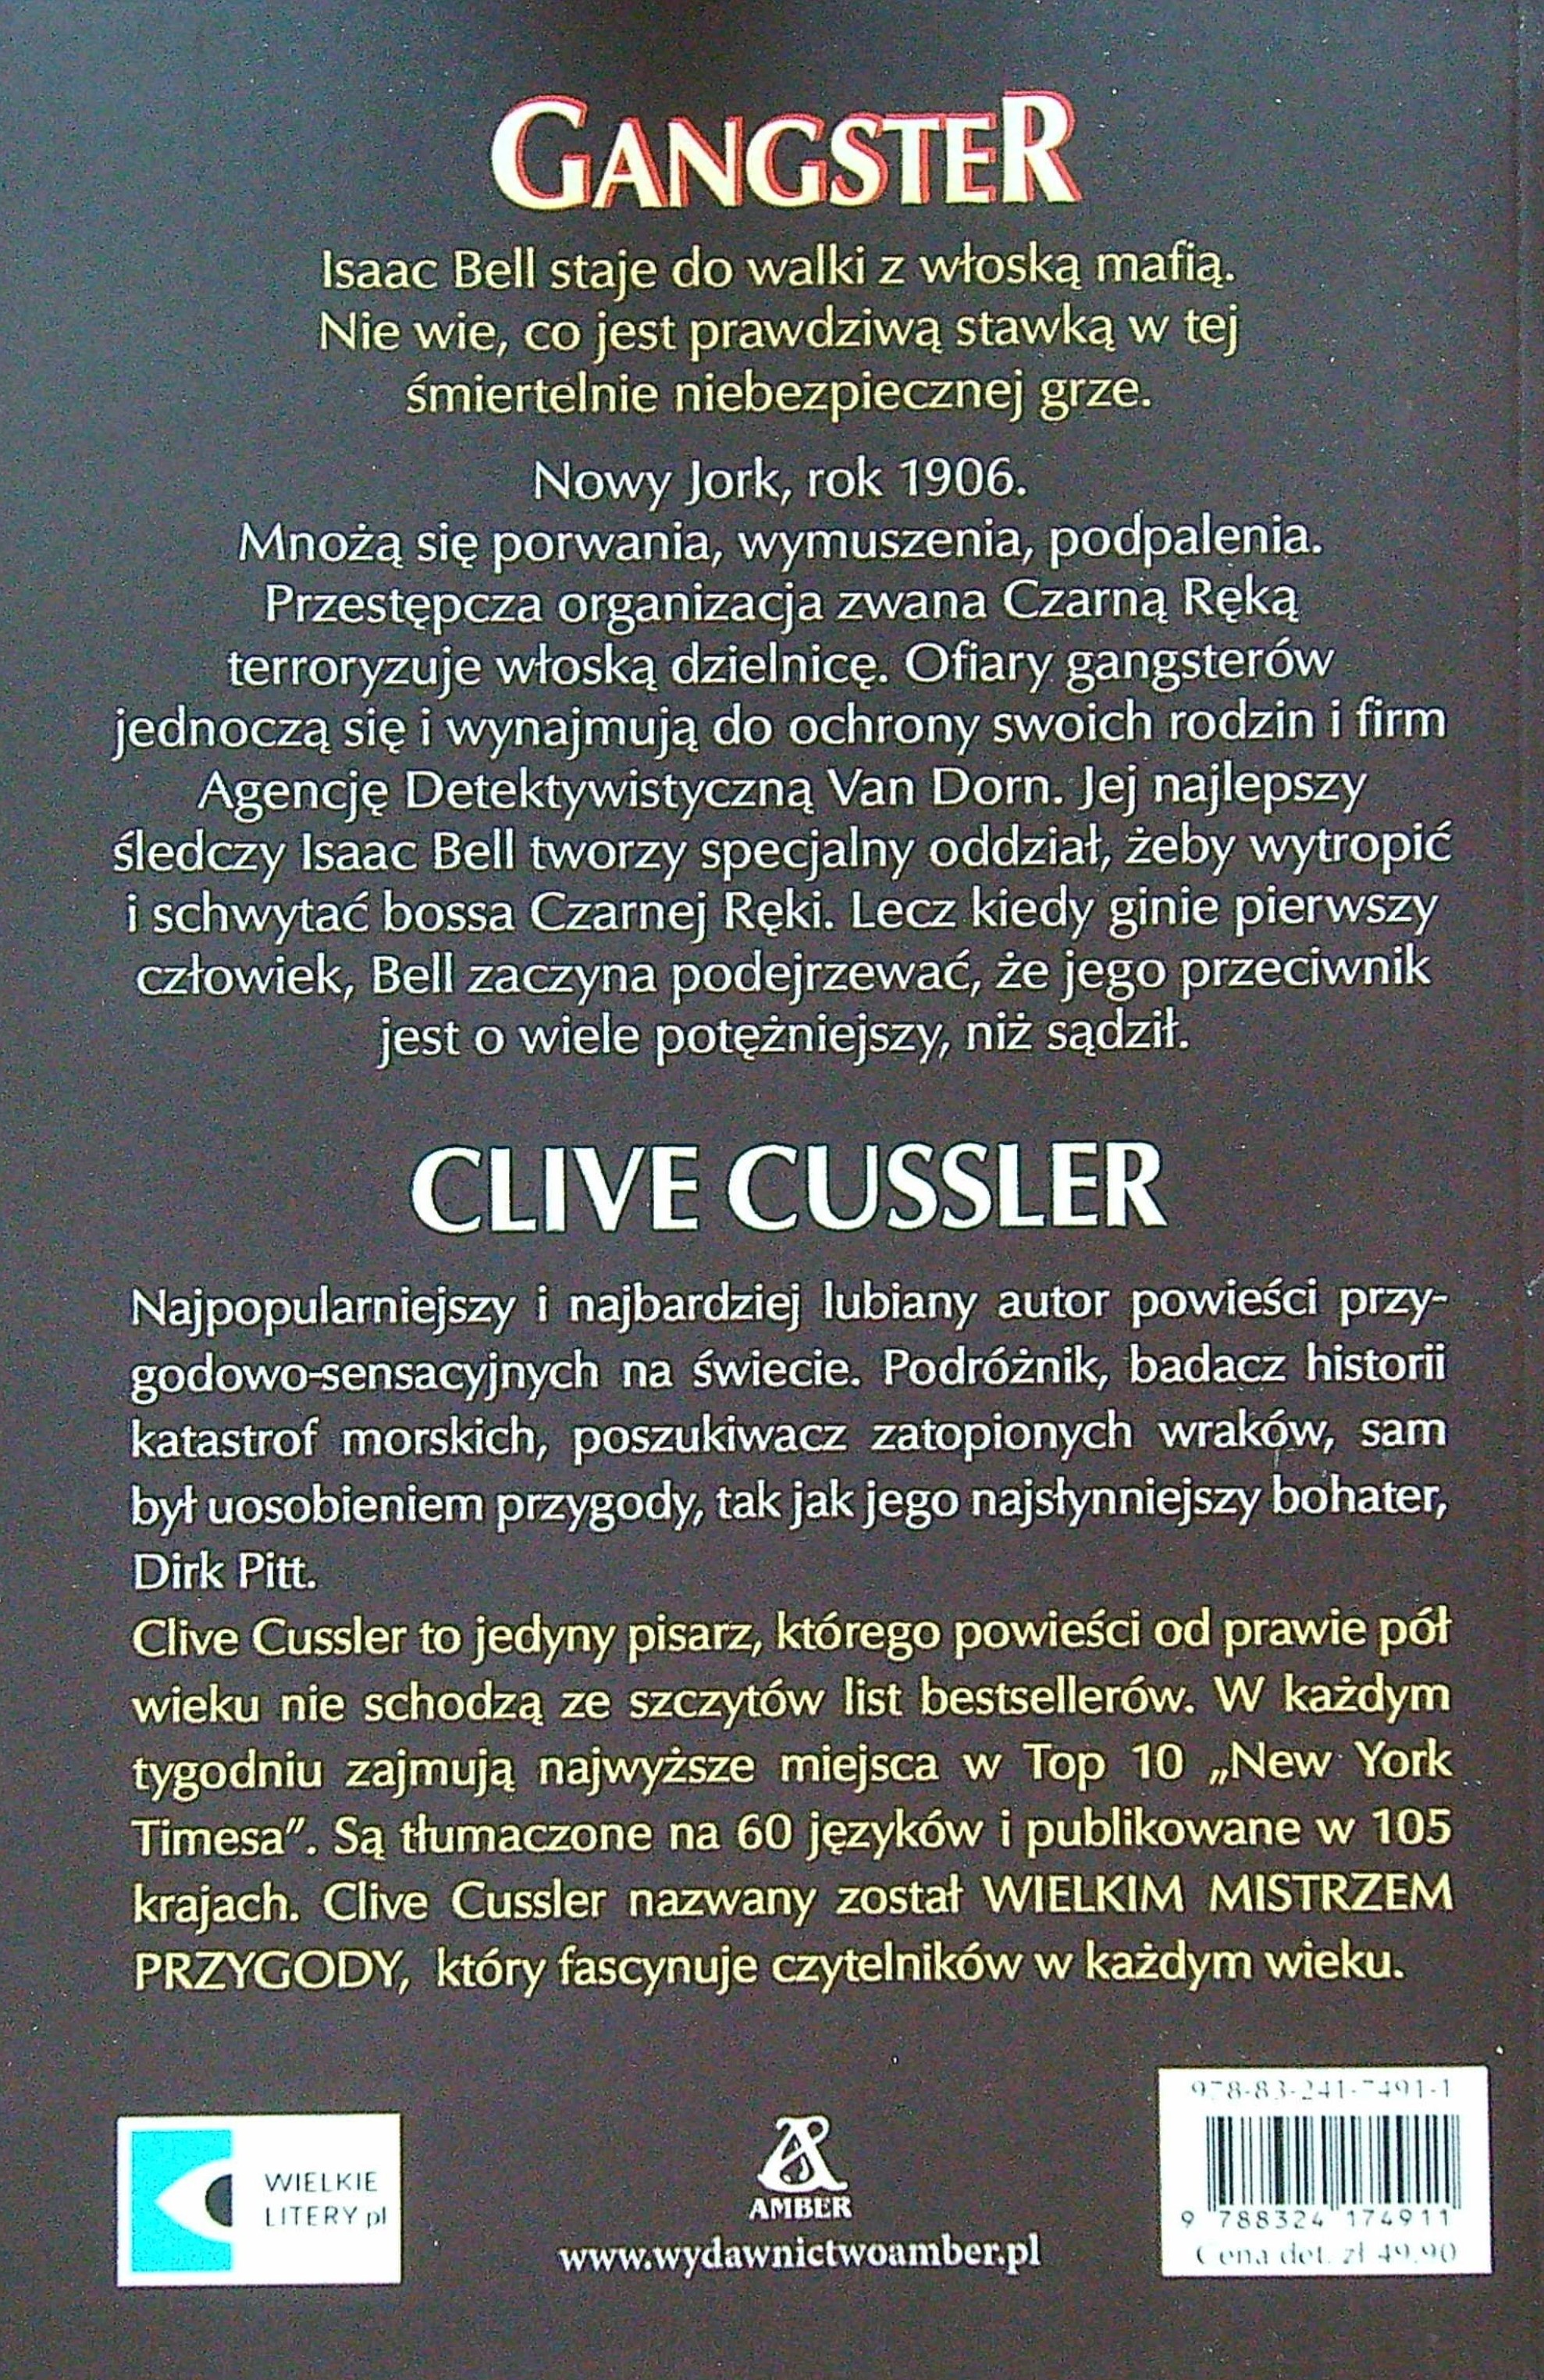 GANGSTER
Isaac Bell staje do walki z włoską mafią.
Nie wie, co jest prawdziwą stawką w tej
śmiertelnie niebezpiecznej grze.
Nowy Jork, rok 1906.
Mnożą się porwania, wymuszenia, podpalenia.
Przestępcza organizacja zwana Czarną Ręką
terroryzuje włoską dzielnicę. Ofiary gangsterów
jednoczą się i wynajmują do ochrony swoich rodzin i firm
Agencję Detektywistyczną Van Dorn. Jej najlepszy
śledczy Isaac Bell tworzy specjalny oddział, żeby wytropić
i schwytać bossa Czarnej Ręki. Lecz kiedy ginie pierwszy
człowiek, Bell zaczyna podejrzewać, że jego przeciwnik
jest o wiele potężniejszy, niż sądził.
CLIVE CUSSLER
Najpopularniejszy i najbardziej lubiany autor powieści przy-
godowo-sensacyjnych na świecie. Podróżnik, badacz historii
katastrof morskich, poszukiwacz zatopionych wraków, sam
był uosobieniem przygody, tak jak jego najsłynniejszy bohater,
Dirk Pitt.
Clive Cussler to jedyny pisarz, którego powieści od prawie pół
wieku nie schodzą ze szczytów list bestsellerów. W każdym
tygodniu zajmują najwyższe miejsca w Top 10 „New York
Timesa". Są tłumaczone na 60 języków i publikowane w 105
krajach. Clive Cussler nazwany został WIELKIM MISTRZEM
PRZYGODY, który fascynuje czytelników w każdym wieku.
WIELKIE
LITERY.pl
AMBER
www.wydawnictwoamber.pl
978-83-241-7491-1
9 788324 174911
Cena det. zł 49.90